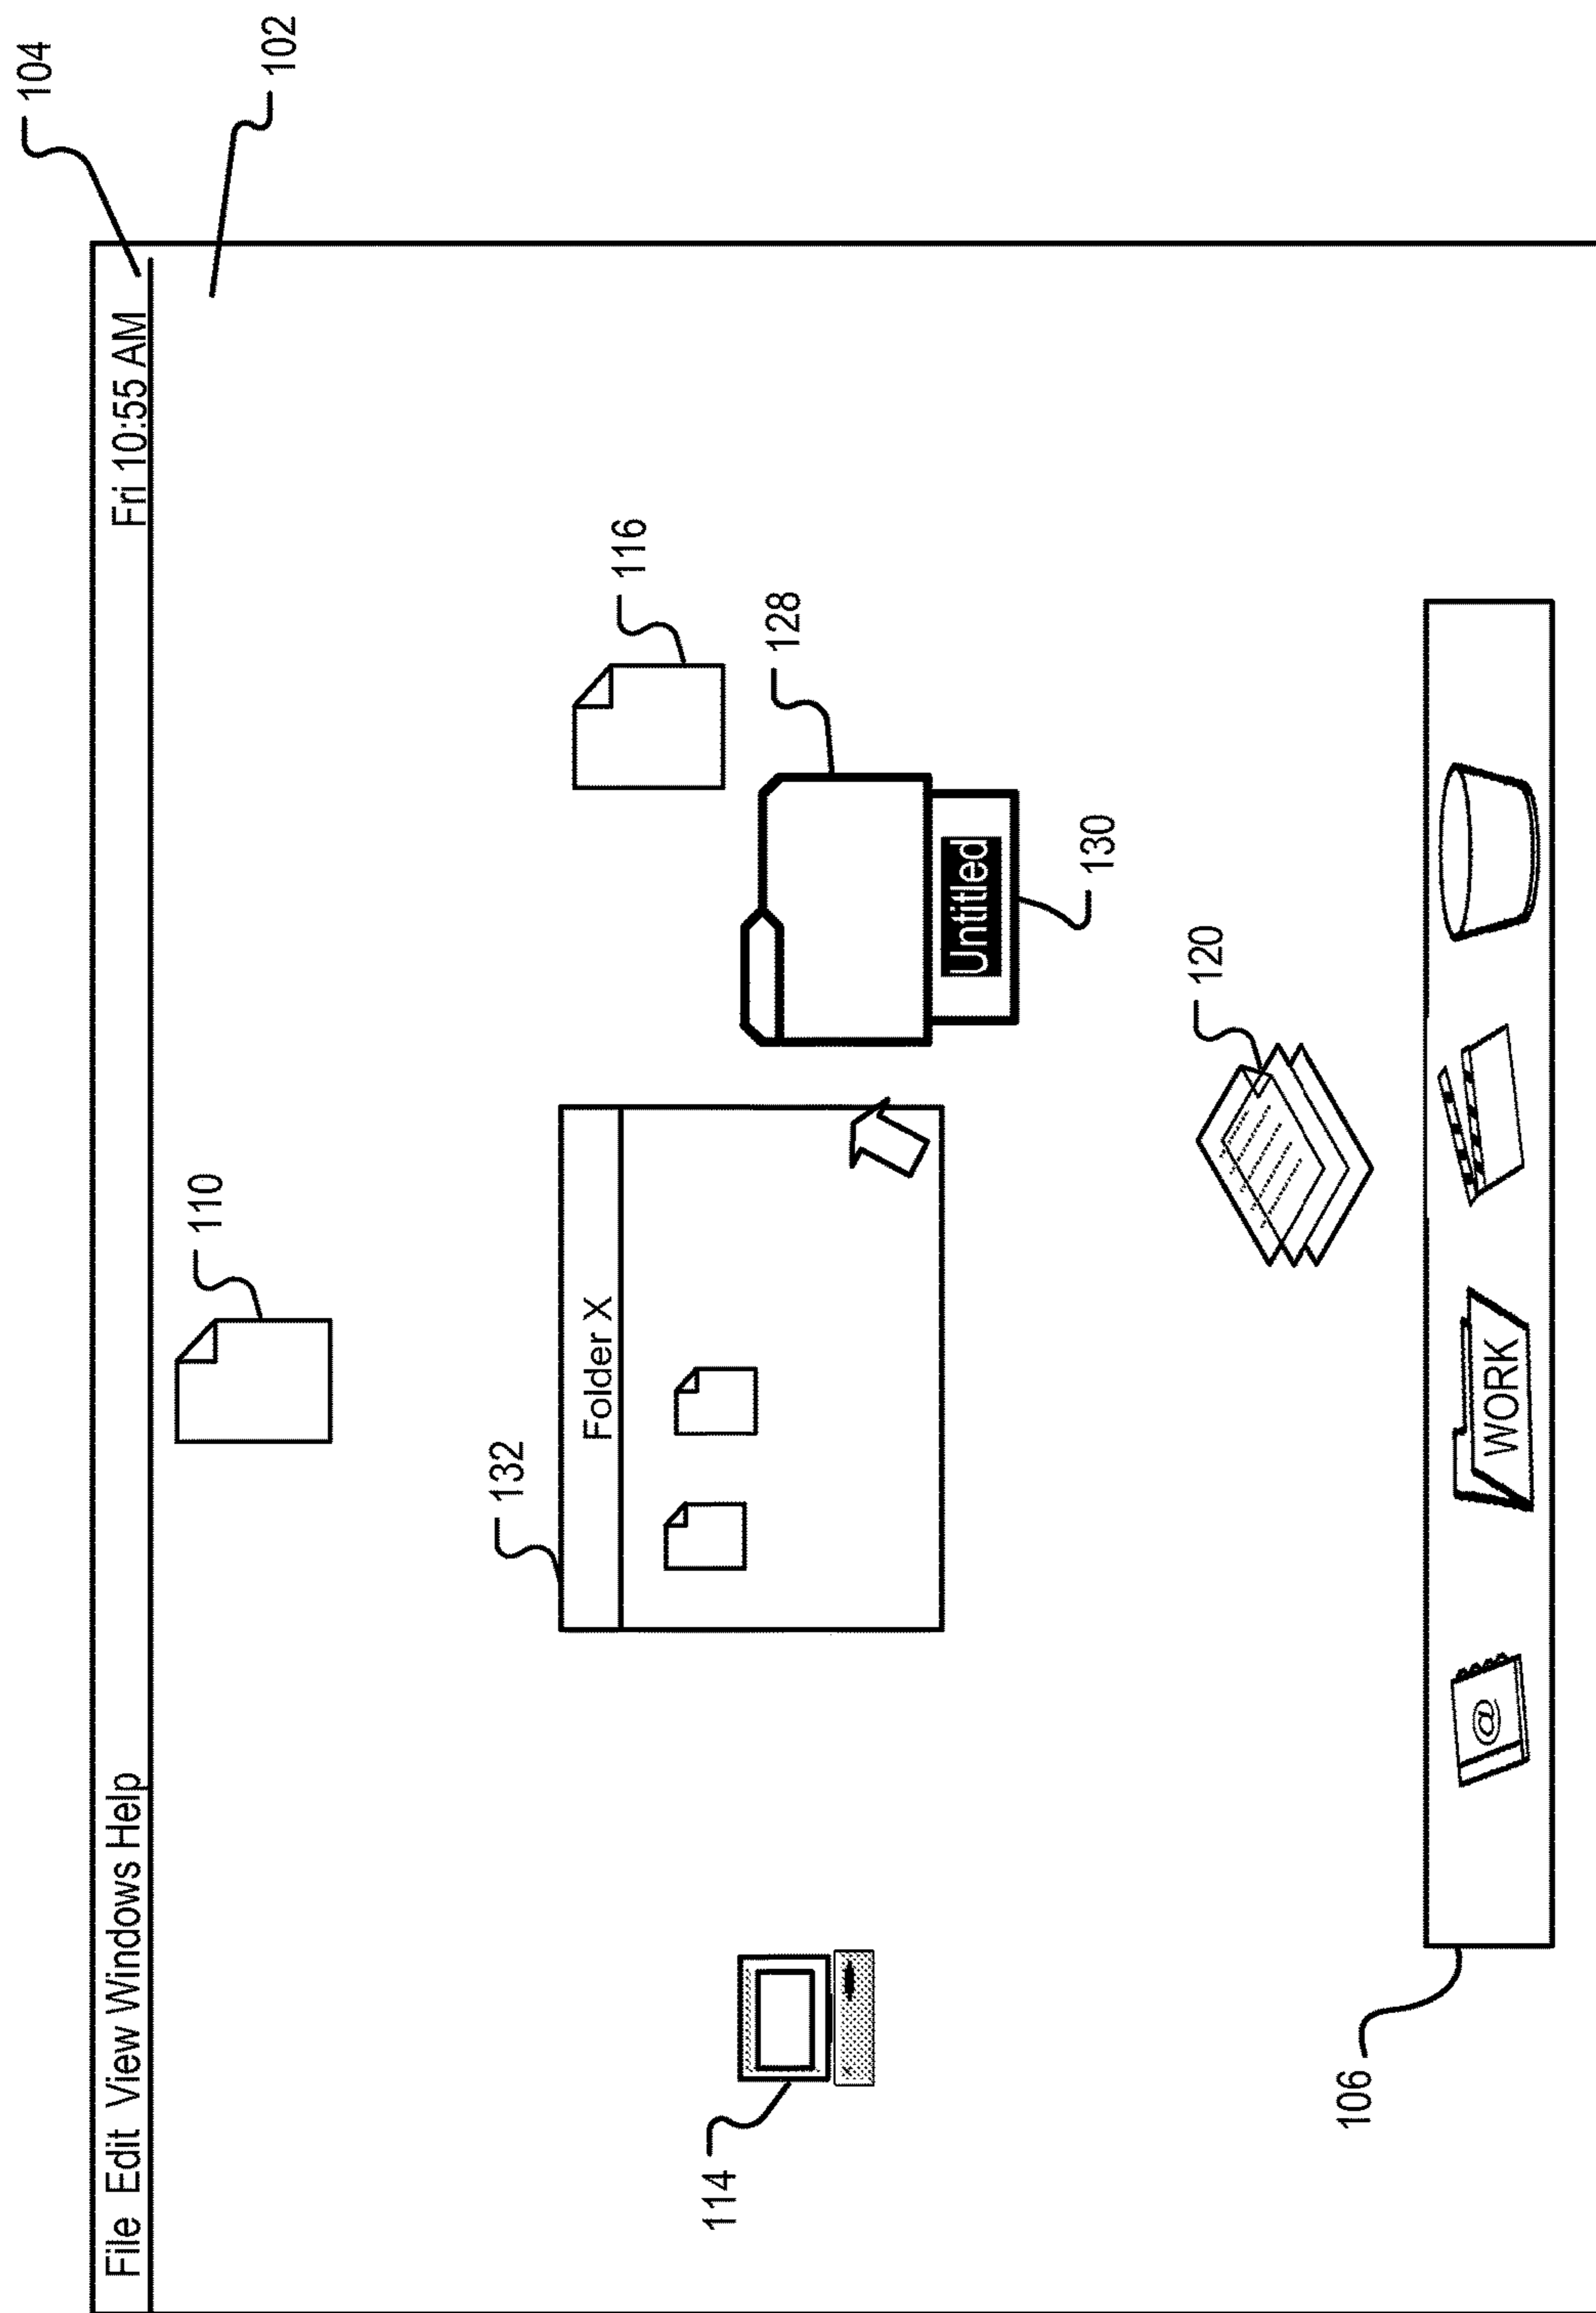 104
102
File Edit View Windows Help Fri 10:55 AM
110
132
Folder X
116
128
114
Untitled
130
120
106
@
WORK